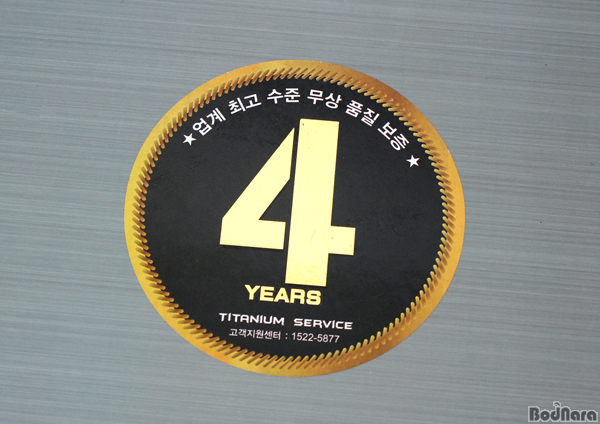 ★업계 최고 수준 무상 품질 보증★
4
YEARS
TITANIUM SERVICE
고객지원센터 : 1522-5877
BodNara